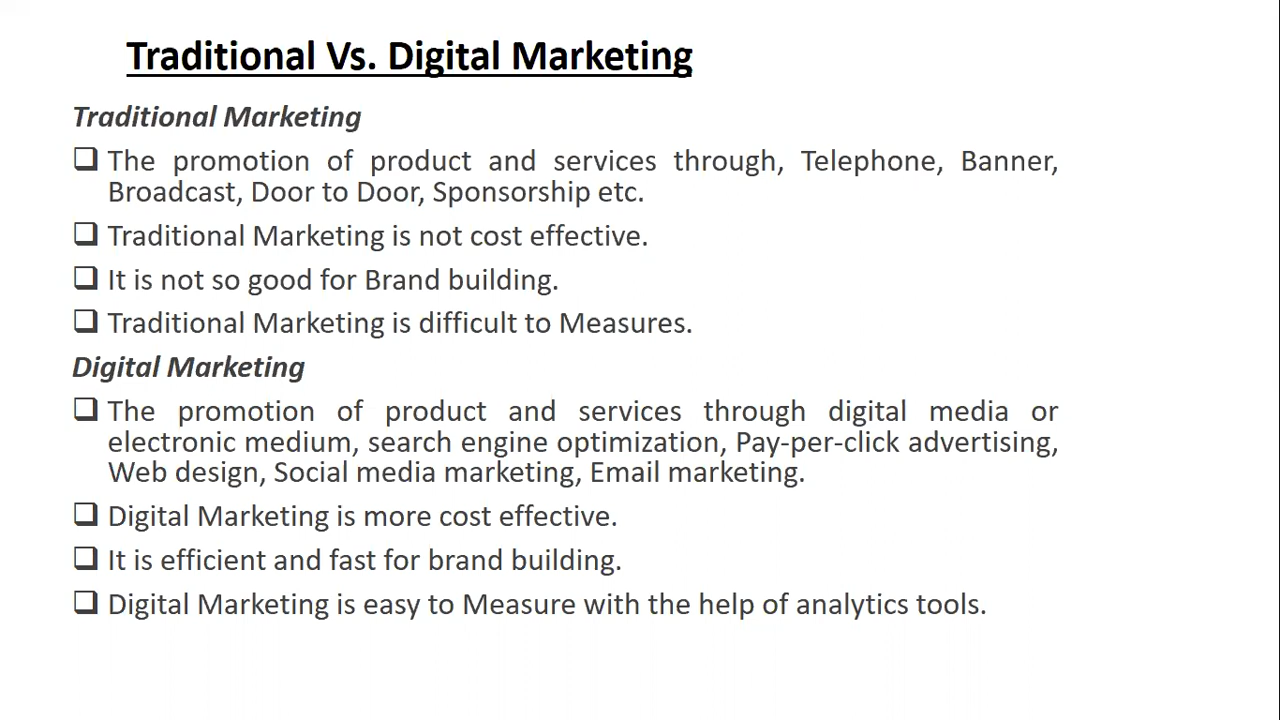 Traditional Vs. Digital Marketing
Traditional Marketing
❑ The promotion of product and services through, Telephone, Banner,
Broadcast, Door to Door, Sponsorship etc.
❑ Traditional Marketing is not cost effective.
❑ It is not so good for Brand building.
❑ Traditional Marketing is difficult to Measures.
Digital Marketing
❑ The promotion of product and services through digital media or
electronic medium, search engine optimization, Pay-per-click advertising,
Web design, Social media marketing, Email marketing.
❑ Digital Marketing is more cost effective.
❑ It is efficient and fast for brand building.
❑ Digital Marketing is easy to Measure with the help of analytics tools.